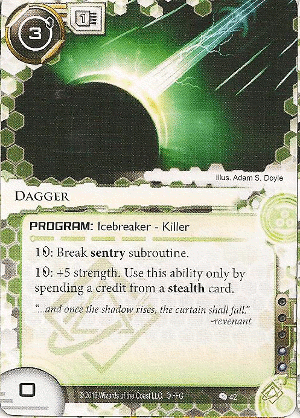 3
1
Illus. Adam S. Doyle
DAGGER
PROGRAM: Icebreaker - Killer
1: Break sentry subroutine.
1: +5 strength. Use this ability only by
spending a credit from a stealth card.
"...and once the shadow rises, the curtain shall fall."
-revenant
0
Wizards of the Coast LLC.
42